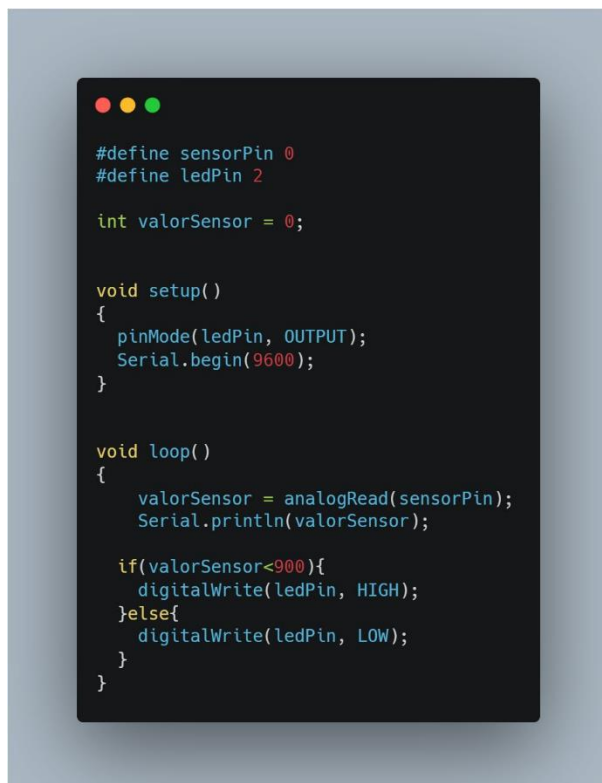 #define sensorPin 0
#define ledPin 2
int valorSensor = 0;
void setup()
{
pinMode(ledPin, OUTPUT);
Serial.begin(9600);
}
void loop()
{
valorSensor = analogRead(sensorPin);
Serial.println(valorSensor);
if(valorSensor<900){
digitalWrite(ledPin, HIGH);
}else{
digitalWrite(ledPin, LOW);
}
}